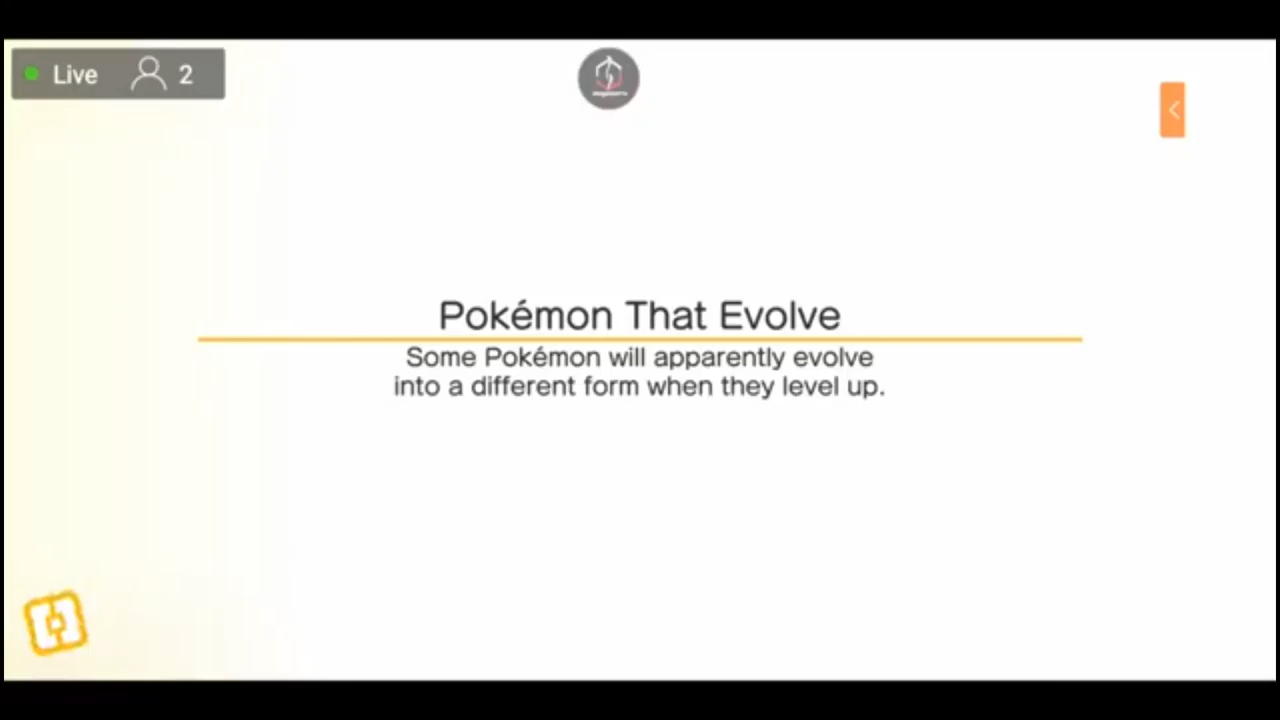 Live 2
Pokémon That Evolve
Some Pokémon will apparently evolve
into a different form when they level up.